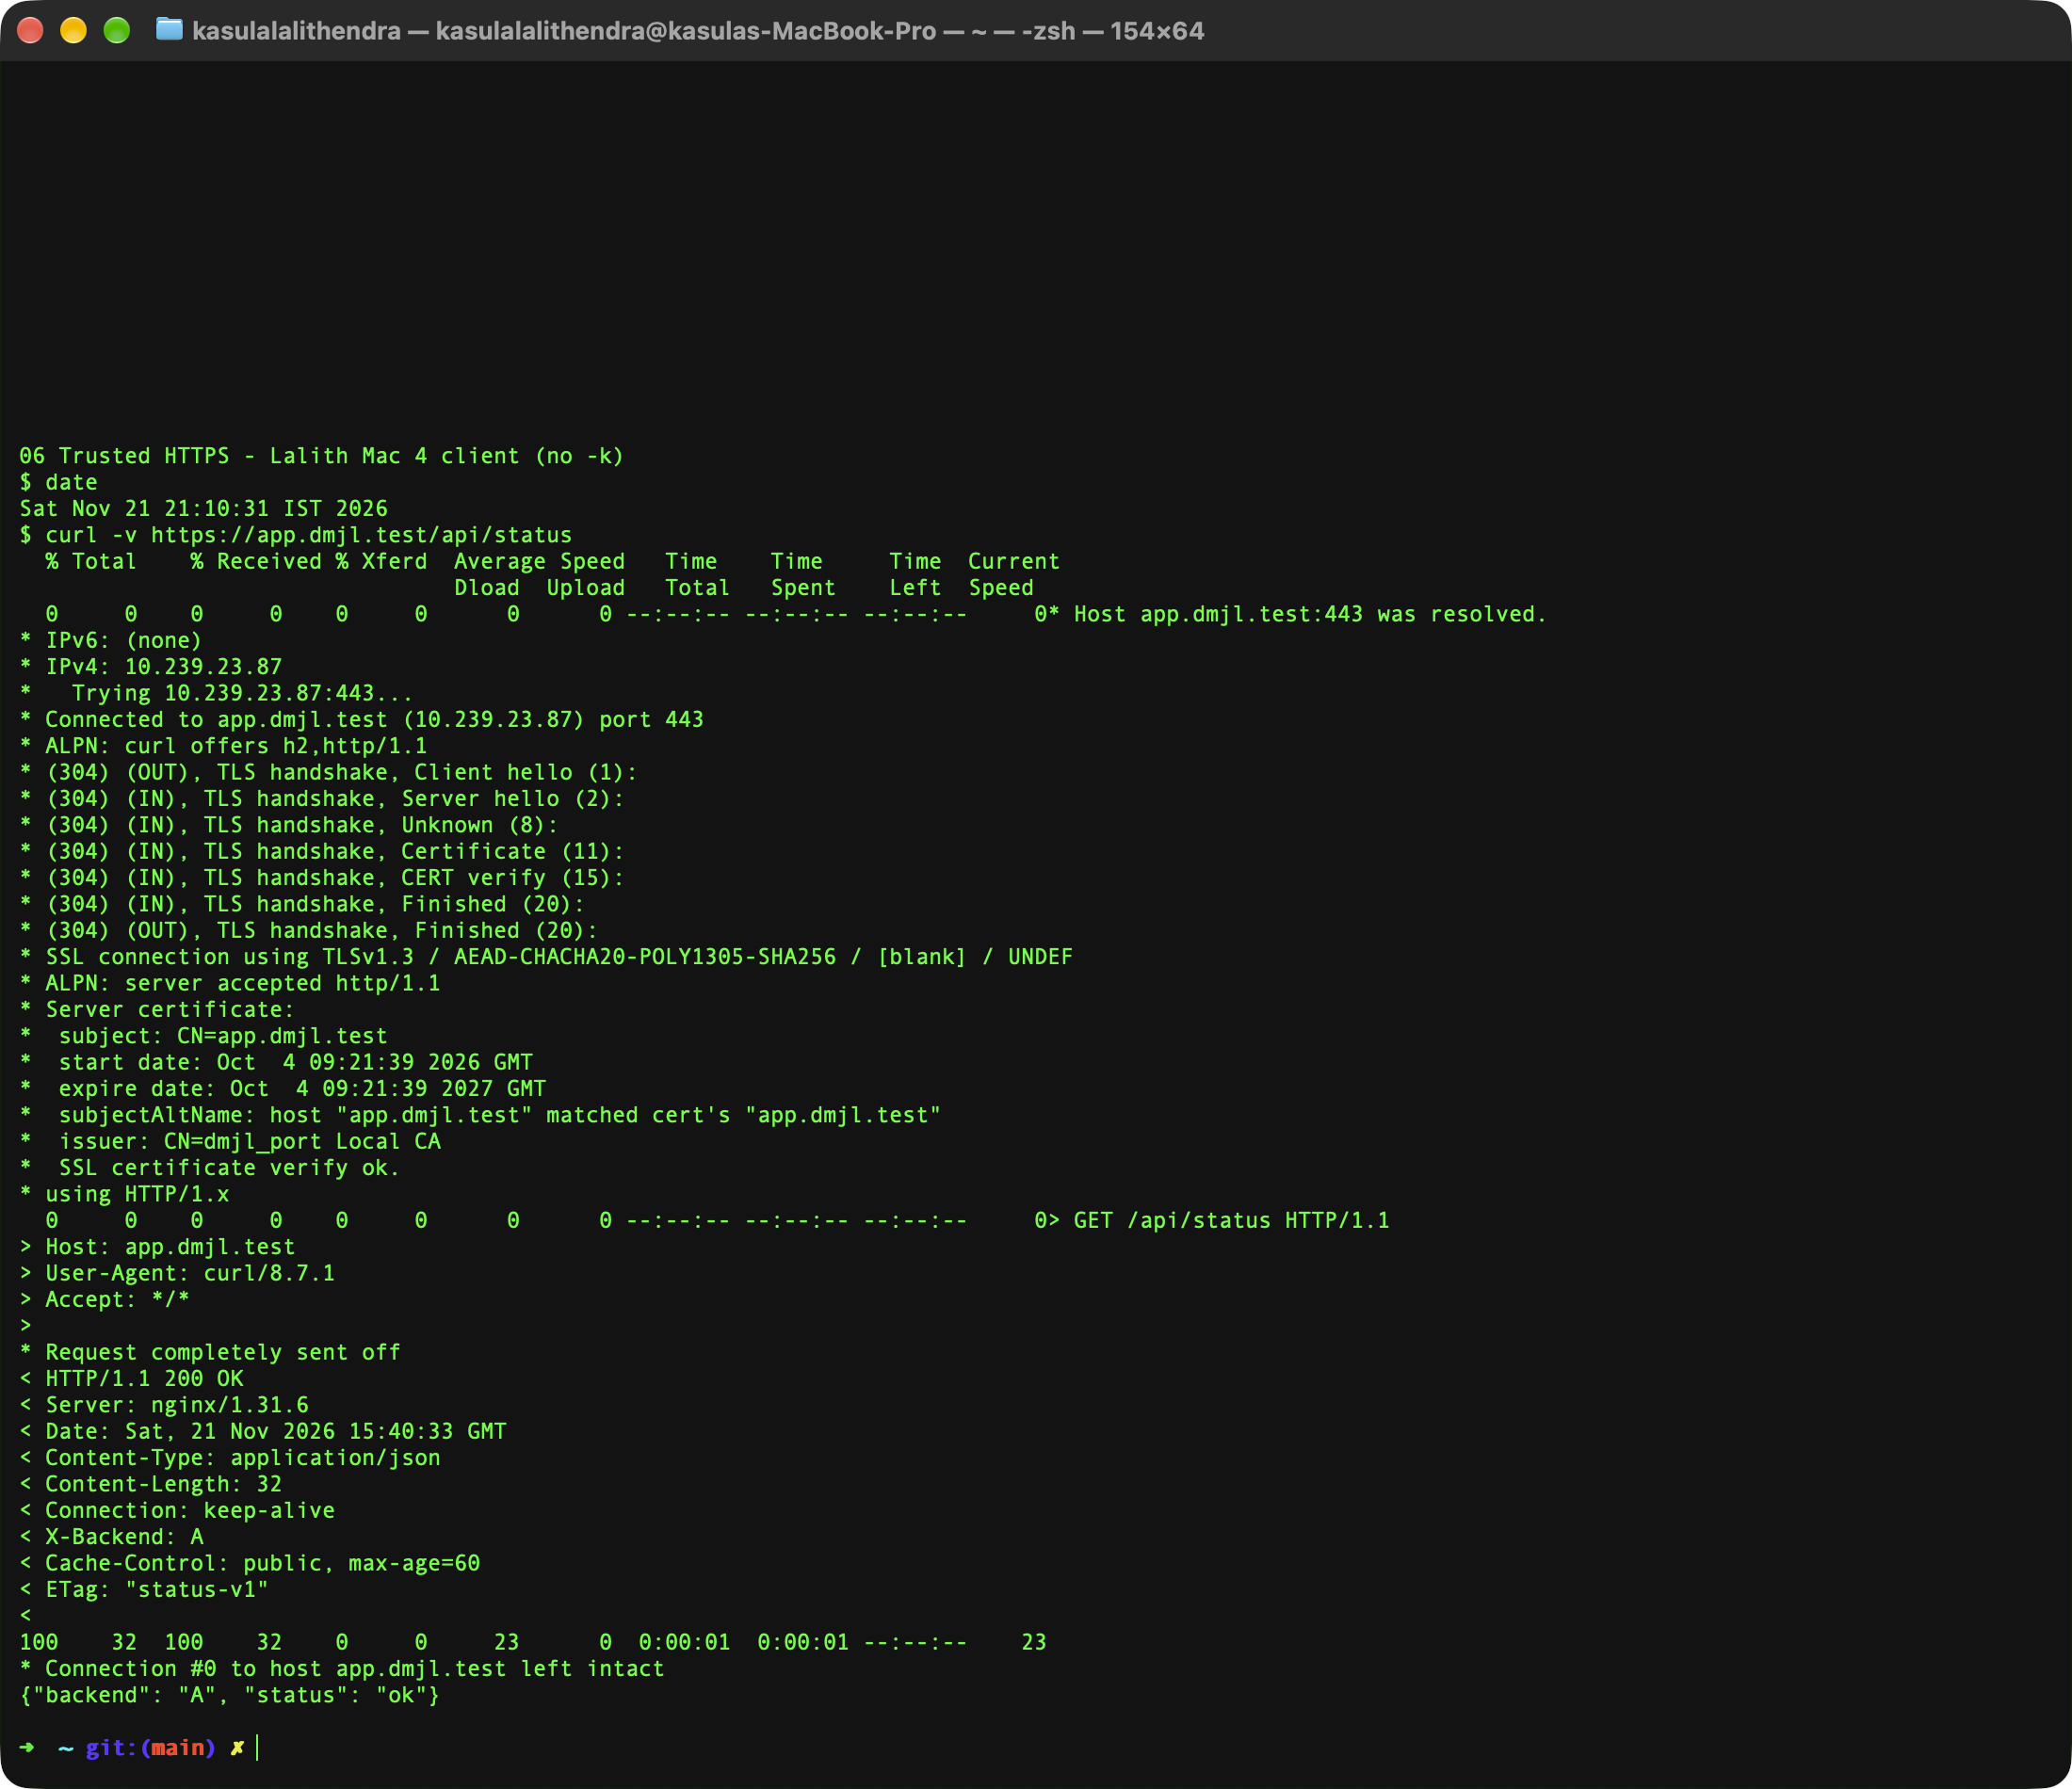 kasulalalithendra — kasulalalithendra@kasulas-MacBook-Pro — ~ — -zsh — 154×64
06 Trusted HTTPS - Lalith Mac 4 client (no -k)
$ date
Sat Nov 21 21:10:31 IST 2026
$ curl -v https://app.dmjl.test/api/status
  % Total    % Received % Xferd  Average Speed   Time    Time     Time  Current
                                 Dload  Upload   Total   Spent    Left  Speed
  0     0    0     0    0     0      0      0 --:--:-- --:--:-- --:--:--     0* Host app.dmjl.test:443 was resolved.
* IPv6: (none)
* IPv4: 10.239.23.87
*   Trying 10.239.23.87:443...
* Connected to app.dmjl.test (10.239.23.87) port 443
* ALPN: curl offers h2,http/1.1
* (304) (OUT), TLS handshake, Client hello (1):
* (304) (IN), TLS handshake, Server hello (2):
* (304) (IN), TLS handshake, Unknown (8):
* (304) (IN), TLS handshake, Certificate (11):
* (304) (IN), TLS handshake, CERT verify (15):
* (304) (IN), TLS handshake, Finished (20):
* (304) (OUT), TLS handshake, Finished (20):
* SSL connection using TLSv1.3 / AEAD-CHACHA20-POLY1305-SHA256 / [blank] / UNDEF
* ALPN: server accepted http/1.1
* Server certificate:
*  subject: CN=app.dmjl.test
*  start date: Oct  4 09:21:39 2026 GMT
*  expire date: Oct  4 09:21:39 2027 GMT
*  subjectAltName: host "app.dmjl.test" matched cert's "app.dmjl.test"
*  issuer: CN=dmjl_port Local CA
*  SSL certificate verify ok.
* using HTTP/1.x
  0     0    0     0    0     0      0      0 --:--:-- --:--:-- --:--:--     0> GET /api/status HTTP/1.1
> Host: app.dmjl.test
> User-Agent: curl/8.7.1
> Accept: */*
>
* Request completely sent off
< HTTP/1.1 200 OK
< Server: nginx/1.31.6
< Date: Sat, 21 Nov 2026 15:40:33 GMT
< Content-Type: application/json
< Content-Length: 32
< Connection: keep-alive
< X-Backend: A
< Cache-Control: public, max-age=60
< ETag: "status-v1"
<
100    32  100    32    0     0     23      0  0:00:01  0:00:01 --:--:--    23
* Connection #0 to host app.dmjl.test left intact
{"backend": "A", "status": "ok"}
➜  ~ git:(main) ✗